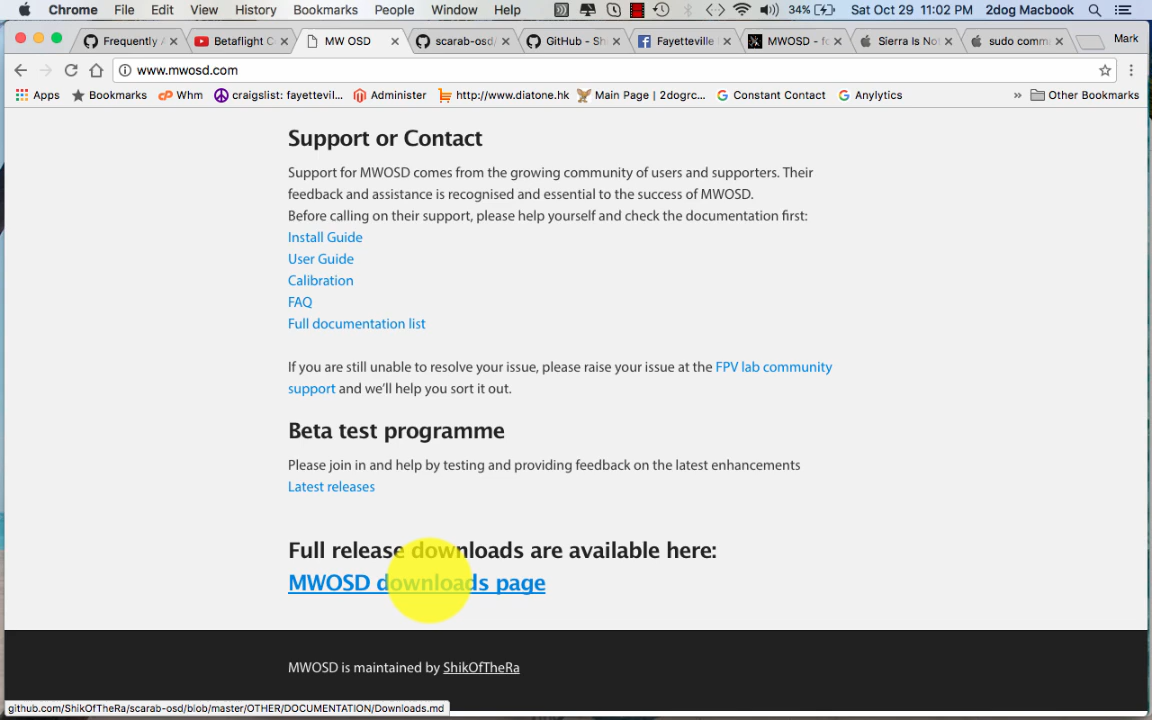 Chrome File Edit View History Bookmarks People Window Help 34% Sat Oct 29 11:02 PM 2dog Macbook
Frequently A Betaflight C MW OSD scarab-osd/ GitHub - Shi Fayetteville MWOSD - fo Sierra Is Not sudo comm Mark
www.mwosd.com
Apps Bookmarks Whm craigslist: fayettevil... Administer http://www.diatone.hk Main Page | 2dogrc... Constant Contact Anylytics » Other Bookmarks
Support or Contact
Support for MWOSD comes from the growing community of users and supporters. Their
feedback and assistance is recognised and essential to the success of MWOSD.
Before calling on their support, please help yourself and check the documentation first:
Install Guide
User Guide
Calibration
FAQ
Full documentation list
If you are still unable to resolve your issue, please raise your issue at the FPV lab community
support and we'll help you sort it out.
Beta test programme
Please join in and help by testing and providing feedback on the latest enhancements
Latest releases
Full release downloads are available here:
MWOSD downloads page
MWOSD is maintained by ShikOfTheRa
github.com/ShikOfTheRa/scarab-osd/blob/master/OTHER/DOCUMENTATION/Downloads.md